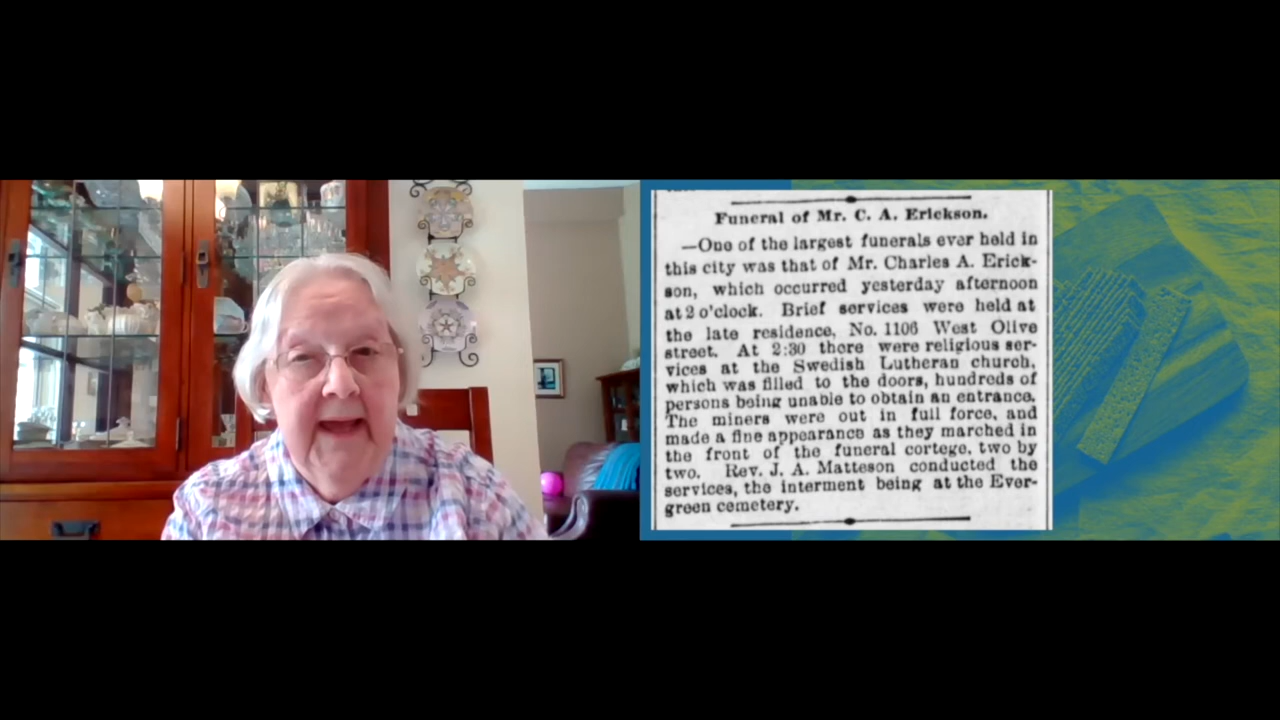 Funeral of Mr. C. A. Erickson.
—One of the largest funerals ever held in
this city was that of Mr. Charles A. Erick-
son, which occurred yesterday afternoon
at 2 o'clock. Brief services were held at
the late residence, No. 1106 West Olive
street. At 2:30 there were religious ser-
vices at the Swedish Lutheran church,
which was filled to the doors, hundreds of
persons being unable to obtain an entrance.
The miners were out in full force, and
made a fine appearance as they marched in
the front of the funeral cortege, two by
two. Rev. J. A. Matteson conducted the
services, the interment being at the Ever-
green cemetery.